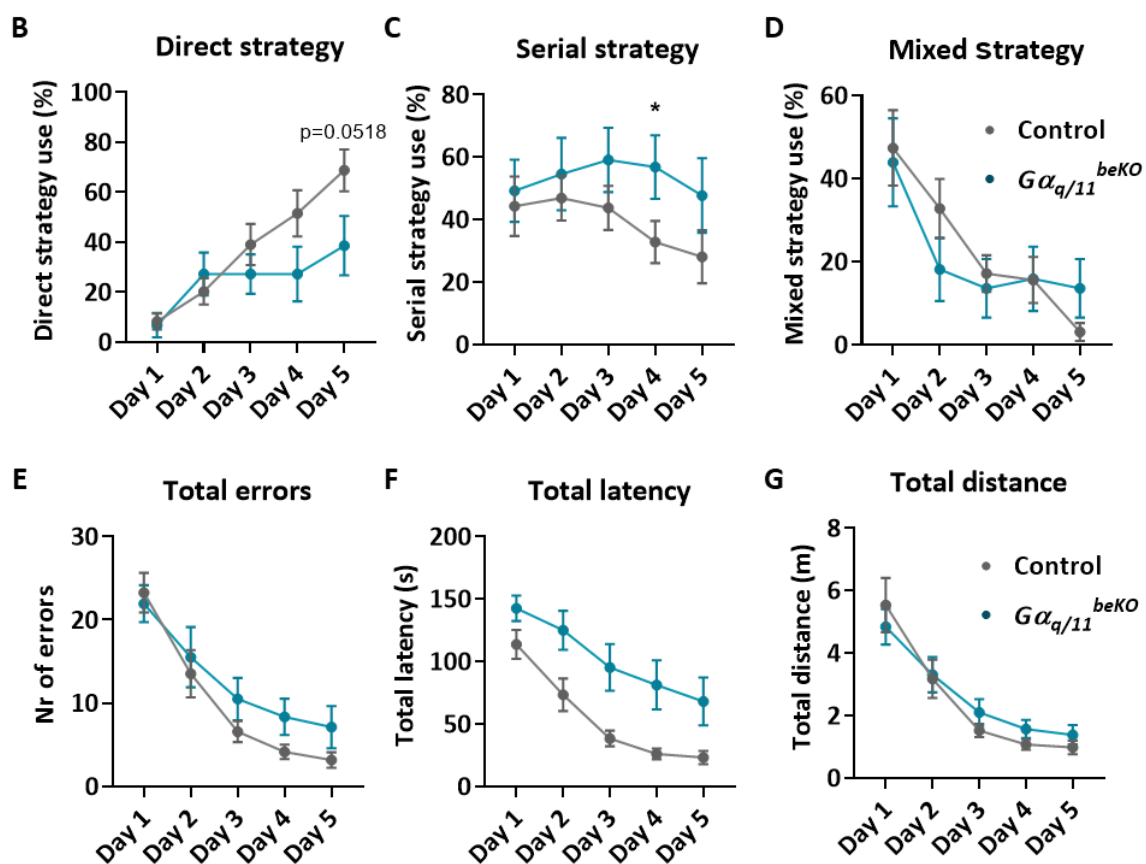 B
Direct strategy
Direct strategy use (%)
100
80
60
40
20
0
p=0.0518
Day 1
Day 2
Day 3
Day 4
Day 5
C
Serial strategy
Serial strategy use (%)
80
60
40
20
0
*
Day 1
Day 2
Day 3
Day 4
Day 5
D
Mixed Strategy
Mixed strategy use (%)
60
40
20
0
Control
Gα q/11 beKO
Day 1
Day 2
Day 3
Day 4
Day 5
E
Total errors
Nr of errors
30
20
10
0
Day 1
Day 2
Day 3
Day 4
Day 5
F
Total latency
Total latency (s)
200
150
100
50
0
Day 1
Day 2
Day 3
Day 4
Day 5
G
Total distance
Total distance (m)
8
6
4
2
0
Control
Gα q/11 beKO
Day 1
Day 2
Day 3
Day 4
Day 5